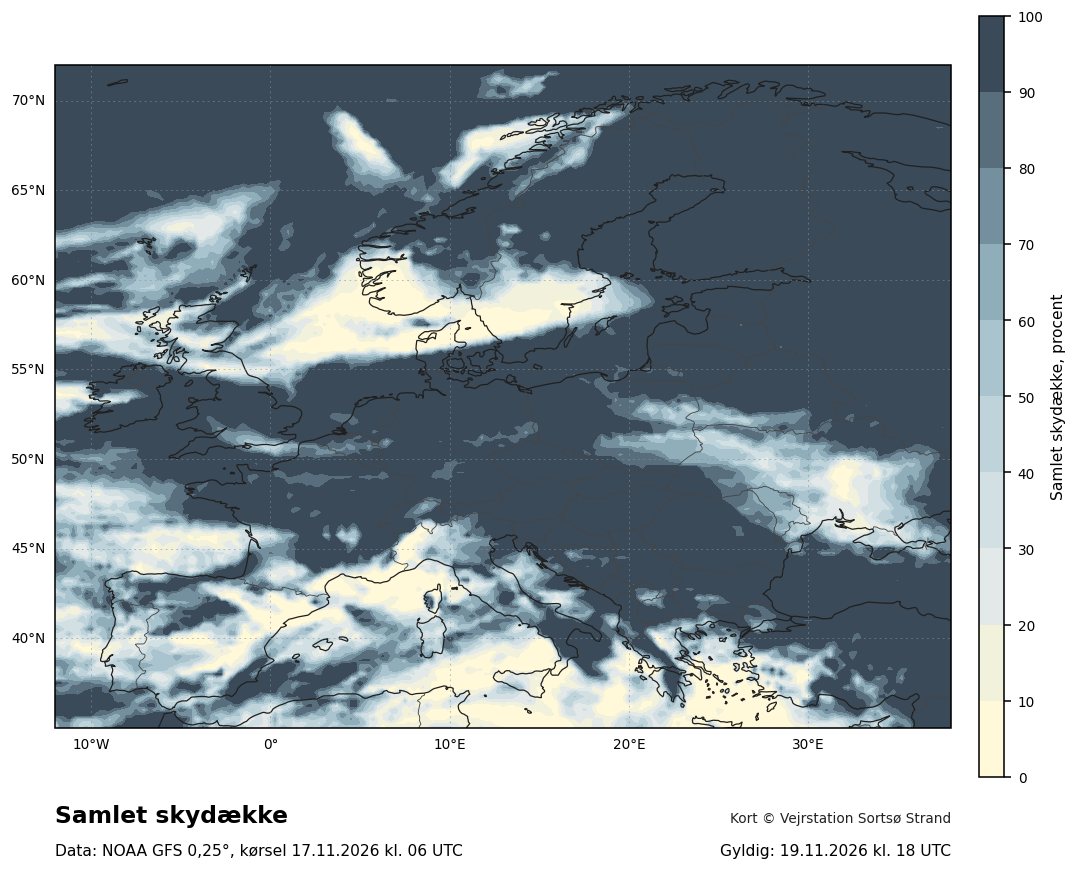 70°N
65°N
60°N
55°N
50°N
45°N
40°N
10°W 0° 10°E 20°E 30°E
100
90
80
70
60
50
40
30
20
10
0
Samlet skydække, procent
Samlet skydække
Kort © Vejrstation Sortsø Strand
Data: NOAA GFS 0,25°, kørsel 17.11.2026 kl. 06 UTC
Gyldig: 19.11.2026 kl. 18 UTC